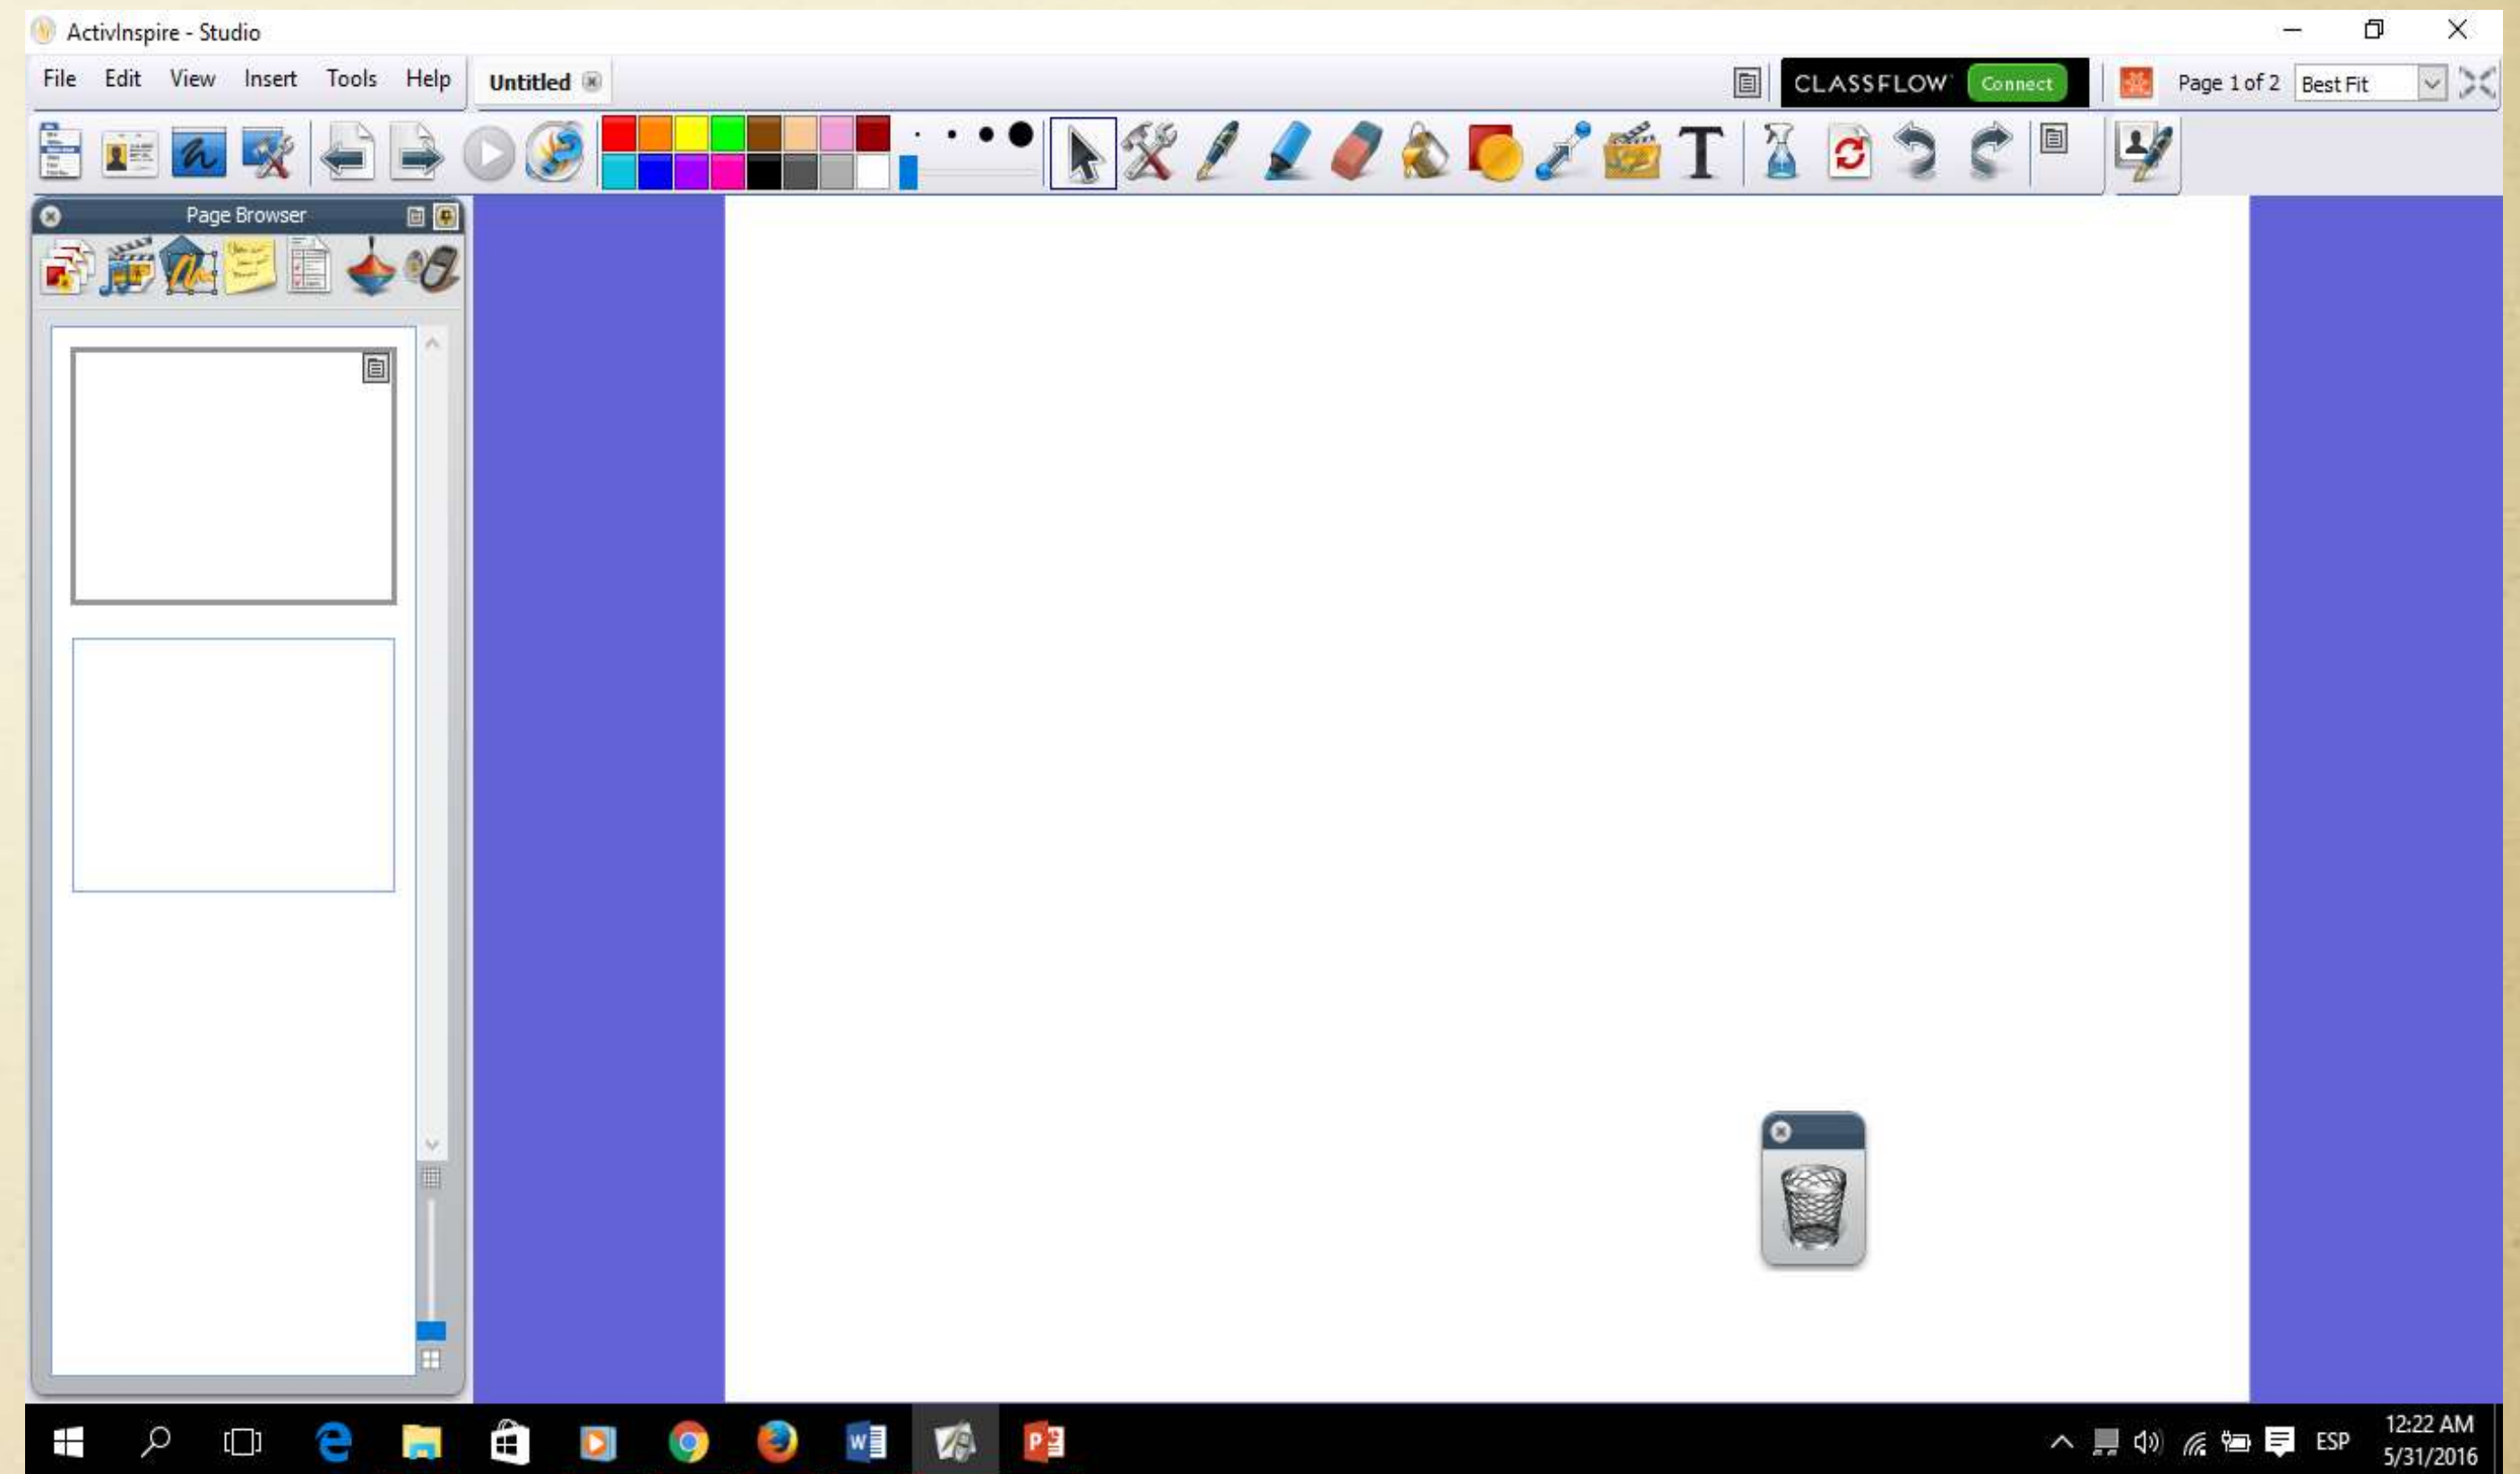 ActivInspire - Studio
File Edit View Insert Tools Help Untitled CLASSFLOW Connect Page 1 of 2 Best Fit
T
Page Browser
W P
ESP 12:22 AM
5/31/2016